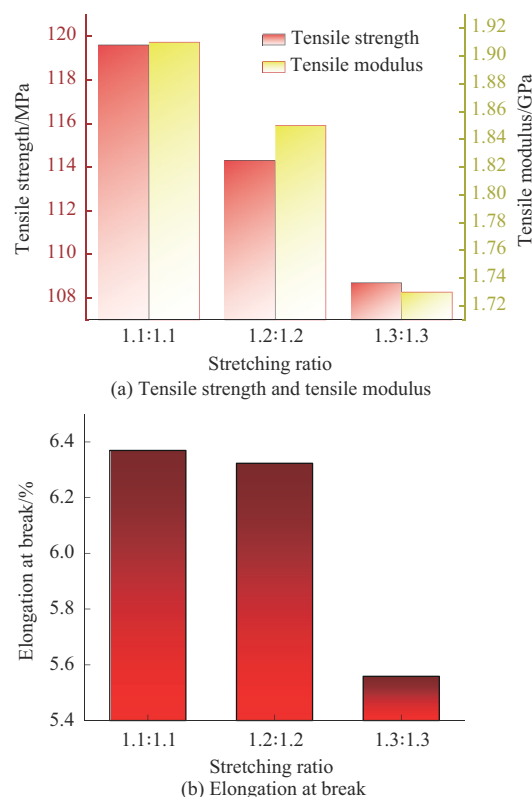 120
118
116
114
112
110
108
Tensile strength/MPa
Tensile strength
Tensile modulus
1.92
1.90
1.88
1.86
1.84
1.82
1.80
1.78
1.76
1.74
1.72
Tensile modulus/GPa
1.1:1.1 1.2:1.2 1.3:1.3
Stretching ratio
(a) Tensile strength and tensile modulus
6.4
6.2
6.0
5.8
5.6
5.4
Elongation at break/%
1.1:1.1 1.2:1.2 1.3:1.3
Stretching ratio
(b) Elongation at break